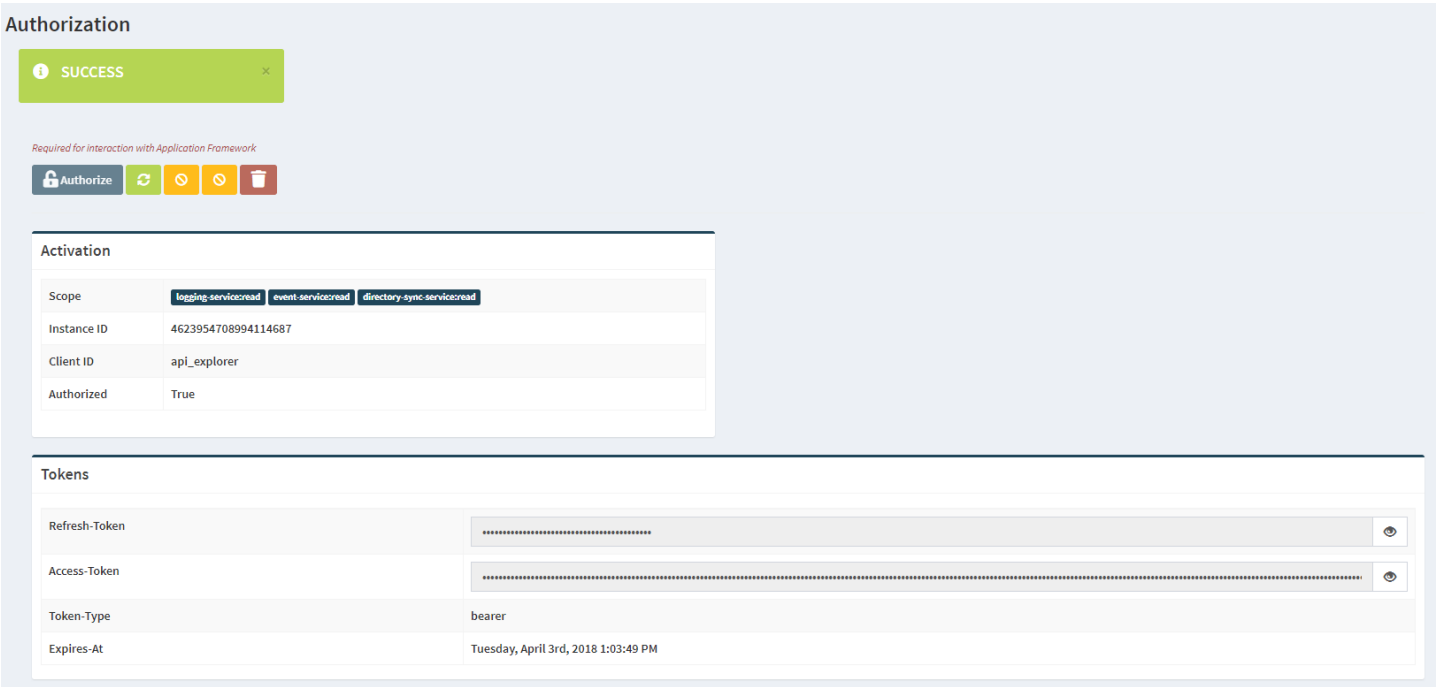 Authorization
SUCCESS ×
Required for interaction with Application Framework
Authorize
Activation
Scope logging-service:read event-service:read directory-sync-service:read
Instance ID 4623954708994114687
Client ID api_explorer
Authorized True
Tokens
Refresh-Token
Access-Token
Token-Type bearer
Expires-At Tuesday, April 3rd, 2018 1:03:49 PM